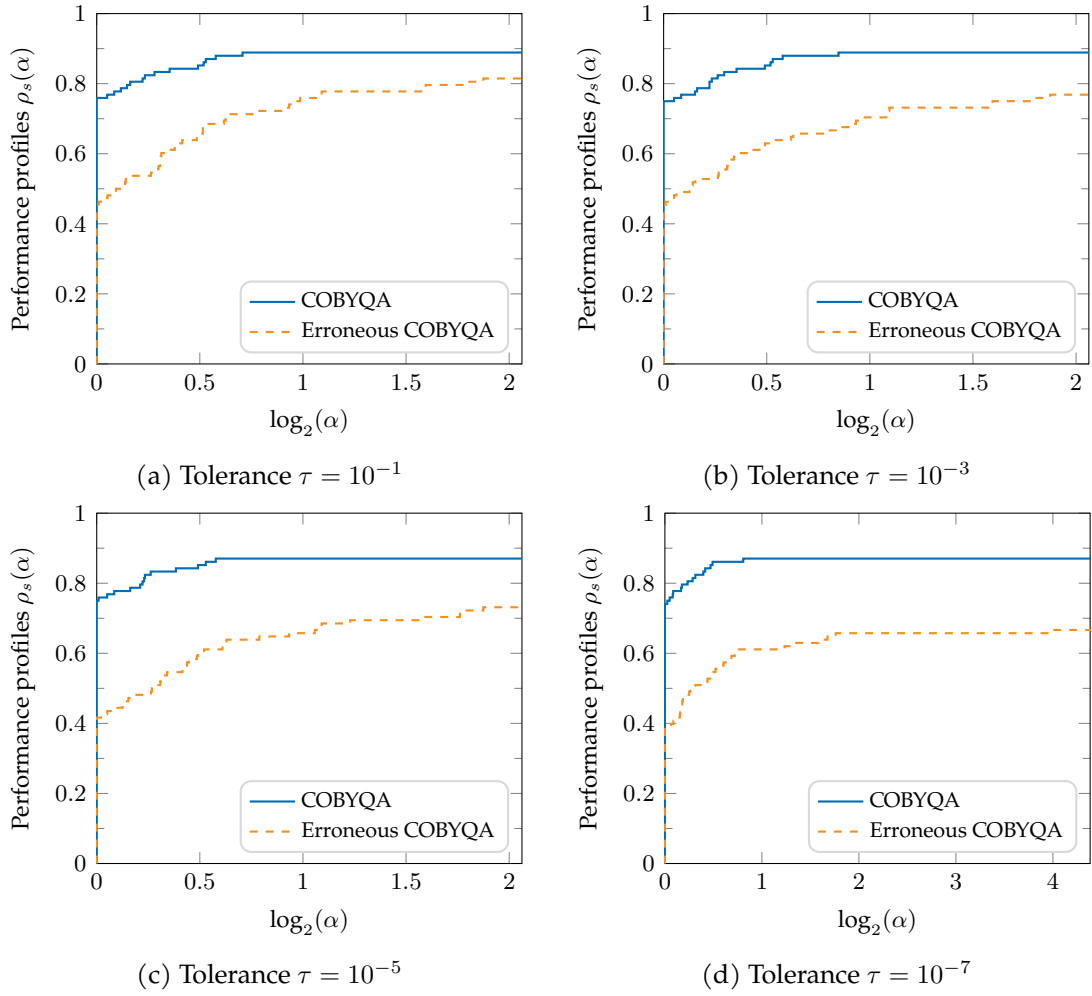 Performance profiles ρ_s(α)
1
0.8
0.6
0.4
0.2
0
0 0.5 1 1.5 2
log₂(α)
COBYQA
Erroneous COBYQA
(a) Tolerance τ = 10⁻¹
Performance profiles ρ_s(α)
1
0.8
0.6
0.4
0.2
0
0 0.5 1 1.5 2
log₂(α)
COBYQA
Erroneous COBYQA
(b) Tolerance τ = 10⁻³
Performance profiles ρ_s(α)
1
0.8
0.6
0.4
0.2
0
0 0.5 1 1.5 2
log₂(α)
COBYQA
Erroneous COBYQA
(c) Tolerance τ = 10⁻⁵
Performance profiles ρ_s(α)
1
0.8
0.6
0.4
0.2
0
0 1 2 3 4
log₂(α)
COBYQA
Erroneous COBYQA
(d) Tolerance τ = 10⁻⁷